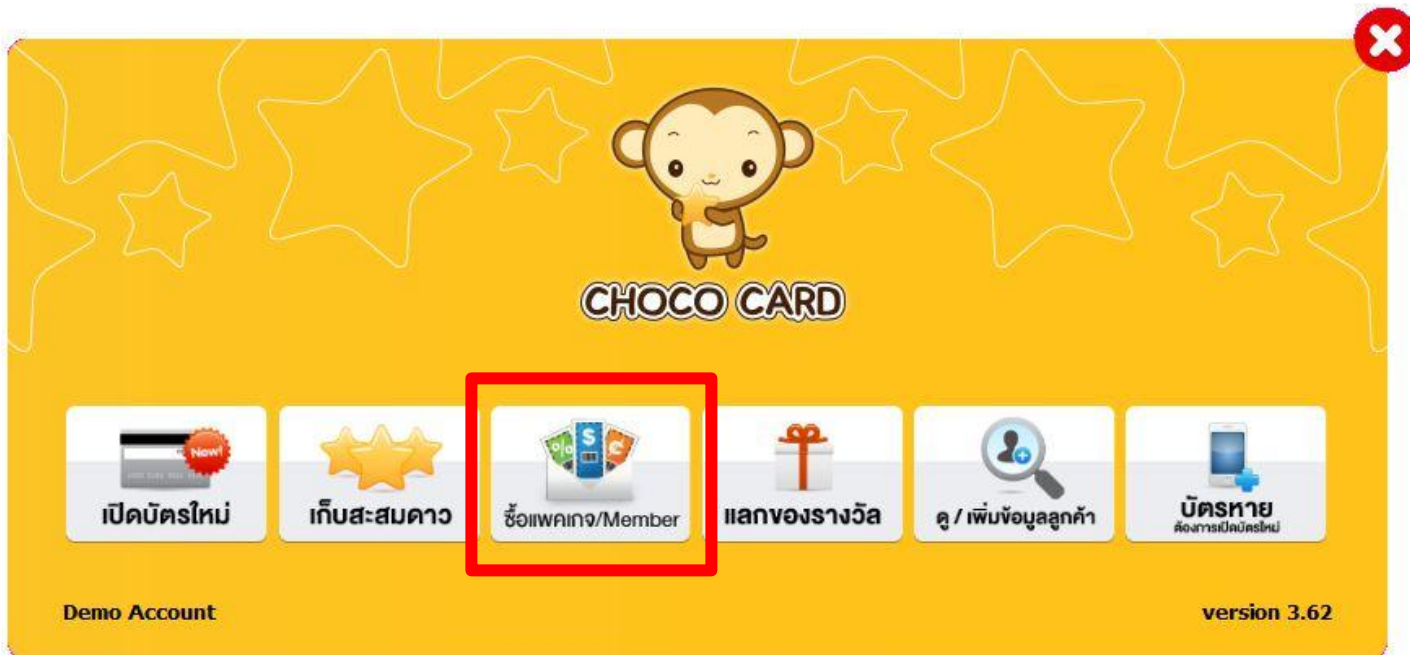 CHOCO CARD
New!
% $
เปิดบัตรใหม่
เก็บสะสมดาว
ซื้อแพคเกจ/Member
แลกของรางวัล
ดู / เพิ่มข้อมูลลูกค้า
บัตรหาย
ต้องการเปิดบัตรใหม่
Demo Account
version 3.62